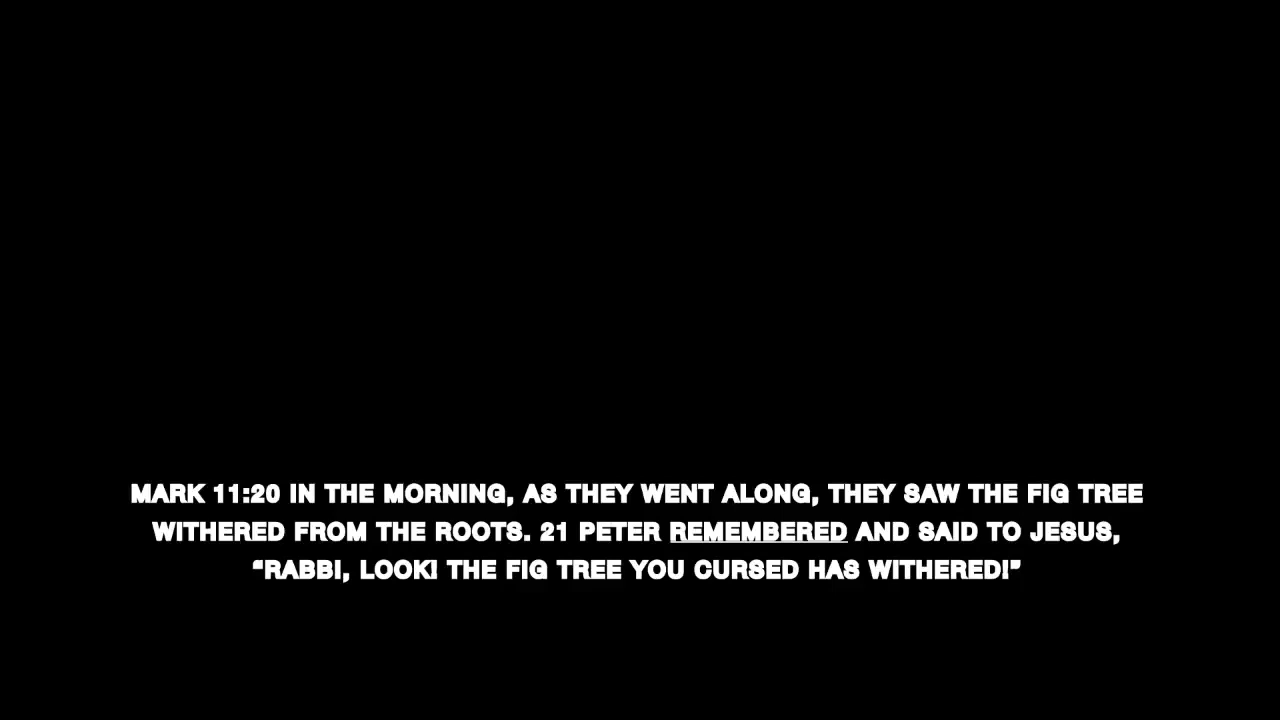 MARK 11:20 IN THE MORNING, AS THEY WENT ALONG, THEY SAW THE FIG TREE
WITHERED FROM THE ROOTS. 21 PETER REMEMBERED AND SAID TO JESUS,
“RABBI, LOOK! THE FIG TREE YOU CURSED HAS WITHERED!”